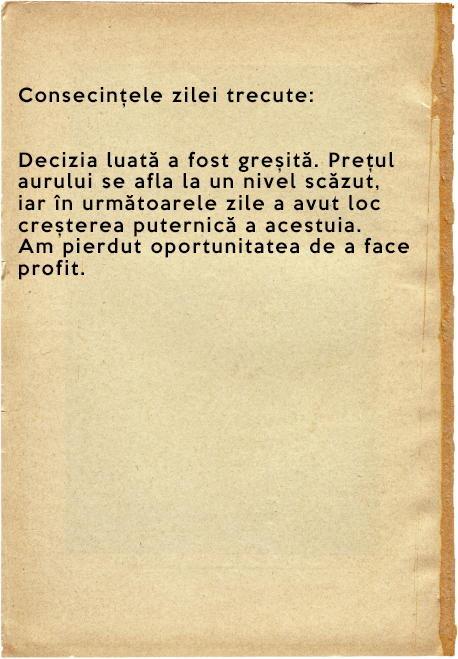 Consecințele zilei trecute:
Decizia luată a fost greșită. Prețul
aurului se afla la un nivel scăzut,
iar în următoarele zile a avut loc
creșterea puternică a acestuia.
Am pierdut oportunitatea de a face
profit.